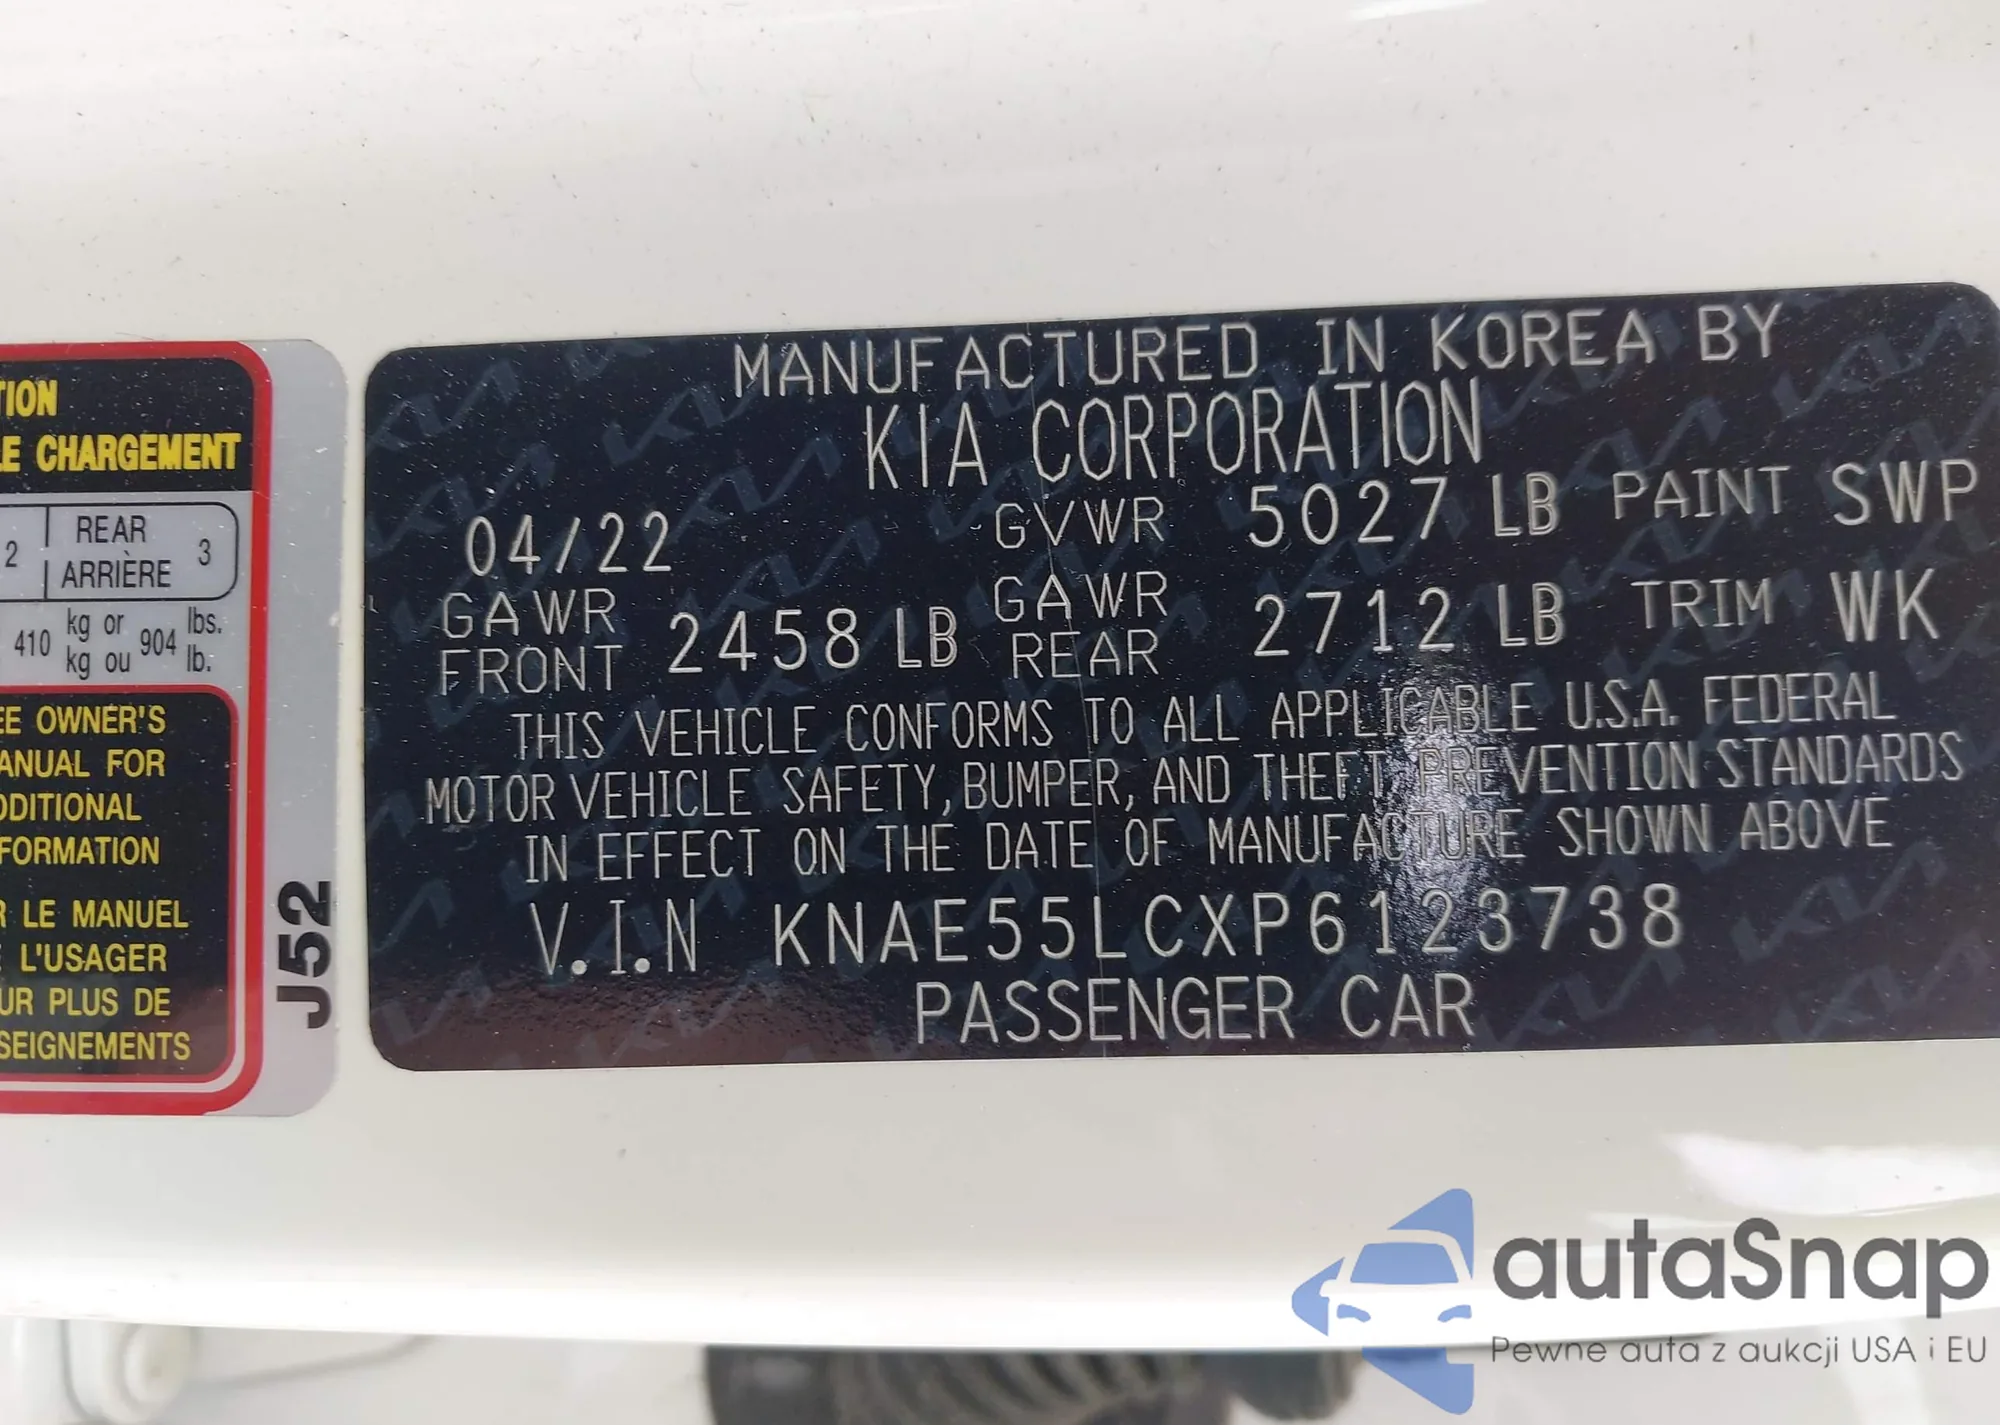 TION
LE CHARGEMENT
2 REAR ARRIÈRE 3
410 kg or 904 lbs.
kg ou lb.
EE OWNER'S
ANUAL FOR
DDITIONAL
FORMATION
R LE MANUEL
L'USAGER
UR PLUS DE
SEIGNEMENTS
J52
MANUFACTURED IN KOREA BY
KIA CORPORATION
04/22 GVWR 5027 LB PAINT SWP
GAWR FRONT 2458 LB GAWR REAR 2712 LB TRIM WK
THIS VEHICLE CONFORMS TO ALL APPLICABLE U.S.A. FEDERAL
MOTOR VEHICLE SAFETY, BUMPER, AND THEFT PREVENTION STANDARDS
IN EFFECT ON THE DATE OF MANUFACTURE SHOWN ABOVE
V.I.N KNAE55LCXP6123738
PASSENGER CAR
autaSnap
Pewne auta z aukcji USA i EU